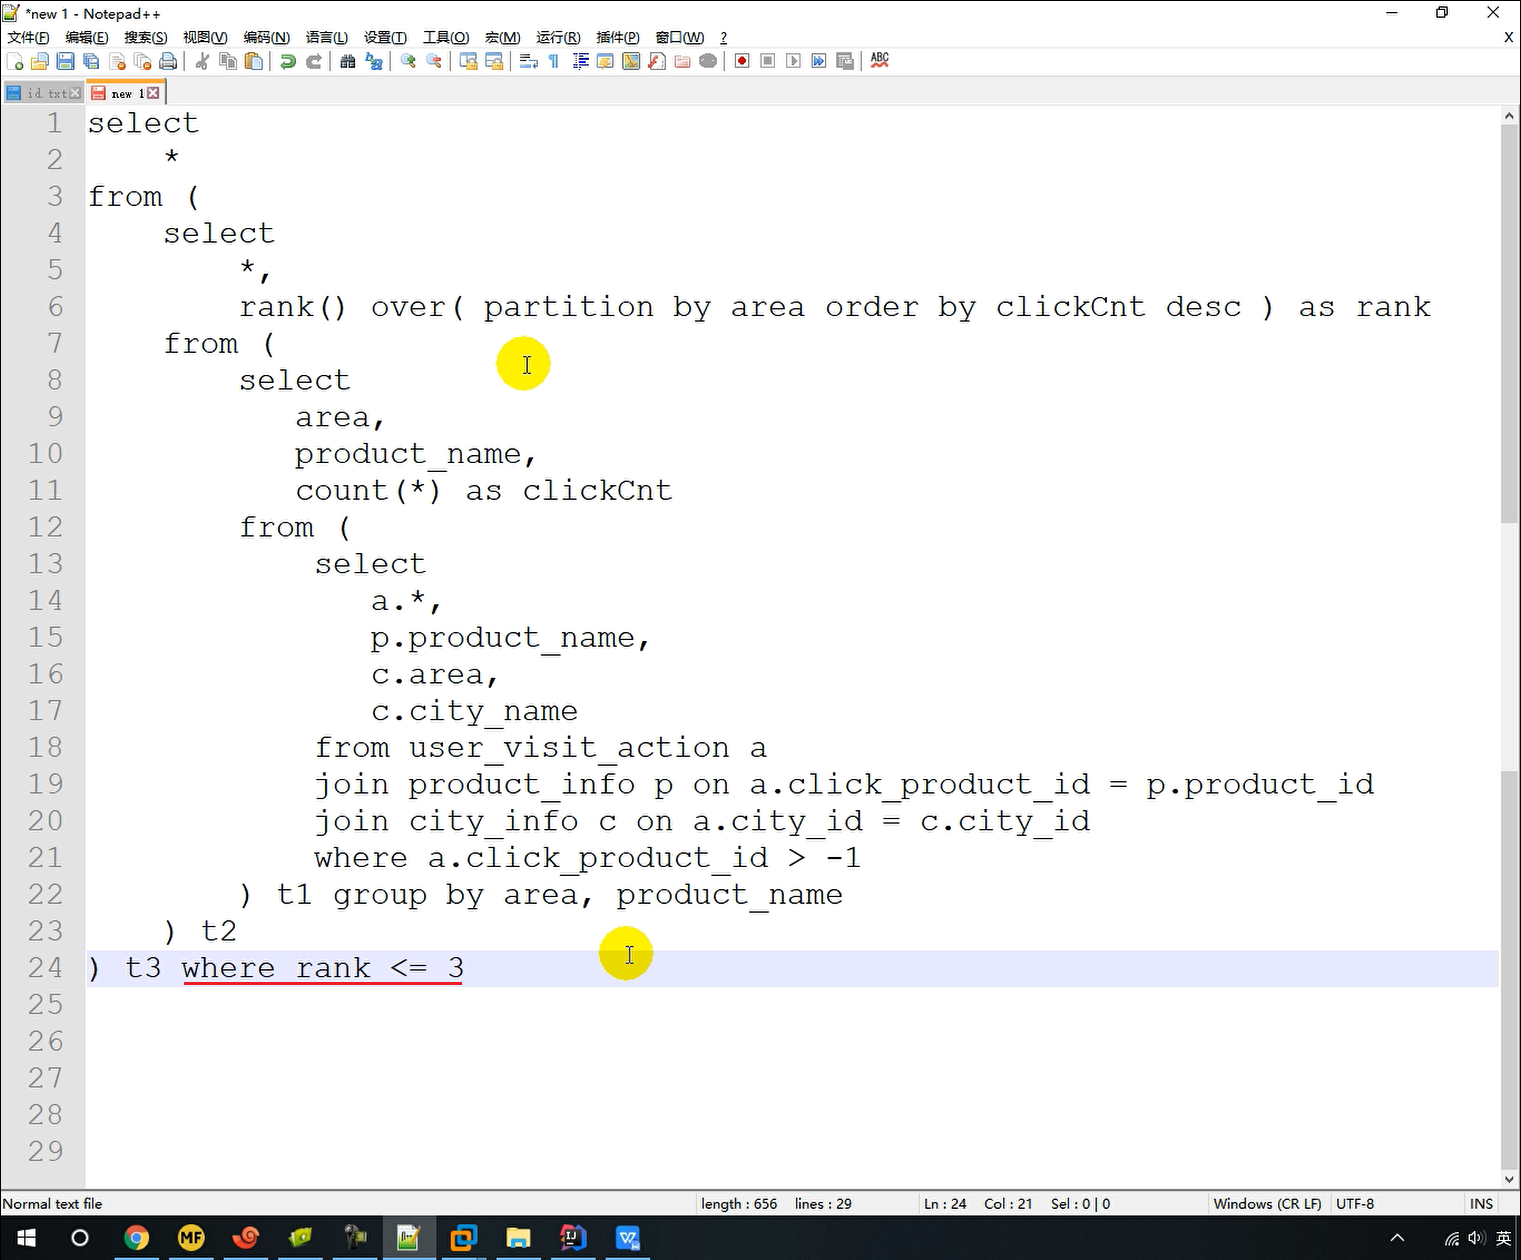 *new 1 - Notepad++
文件(F) 编辑(E) 搜索(S) 视图(V) 编码(N) 语言(L) 设置(T) 工具(O) 宏(M) 运行(R) 插件(P) 窗口(W) ? X
ABC
id.txt new 1
1 select
2 *
3 from (
4 select
5 *,
6 rank() over( partition by area order by clickCnt desc ) as rank
7 from (
8 select
9 area,
10 product_name,
11 count(*) as clickCnt
12 from (
13 select
14 a.*,
15 p.product_name,
16 c.area,
17 c.city_name
18 from user_visit_action a
19 join product_info p on a.click_product_id = p.product_id
20 join city_info c on a.city_id = c.city_id
21 where a.click_product_id > -1
22 ) t1 group by area, product_name
23 ) t2
24 ) t3 where rank <= 3
25
26
27
28
29
Normal text file length : 656 lines : 29 Ln : 24 Col : 21 Sel : 0 | 0 Windows (CR LF) UTF-8 INS
MF IJ 英